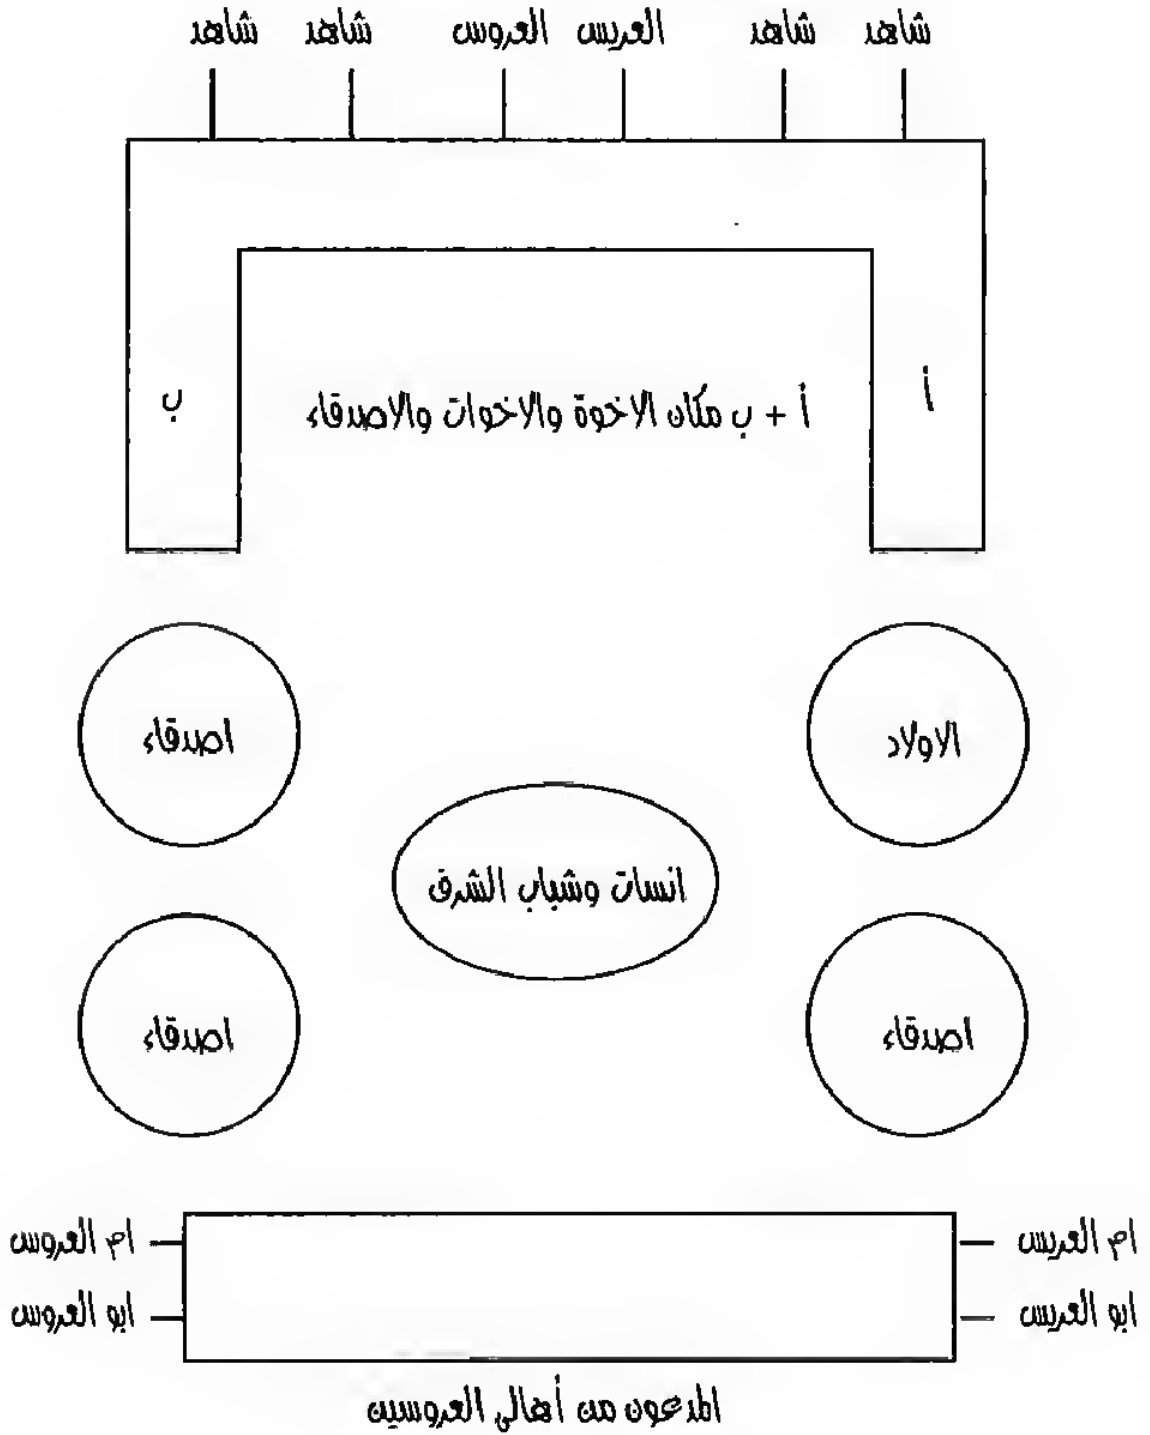 شاهد شاهد العريس العروس شاهد شاهد
أ
أ + ب مكان الاخوة والاخوات والاصدقاء
ب
الاولاد
اصدقاء
انسات وشباب الشرف
اصدقاء
اصدقاء
ام العريس
ام العروس
ابو العريس
ابو العروس
المدعون من أهالي العروسين